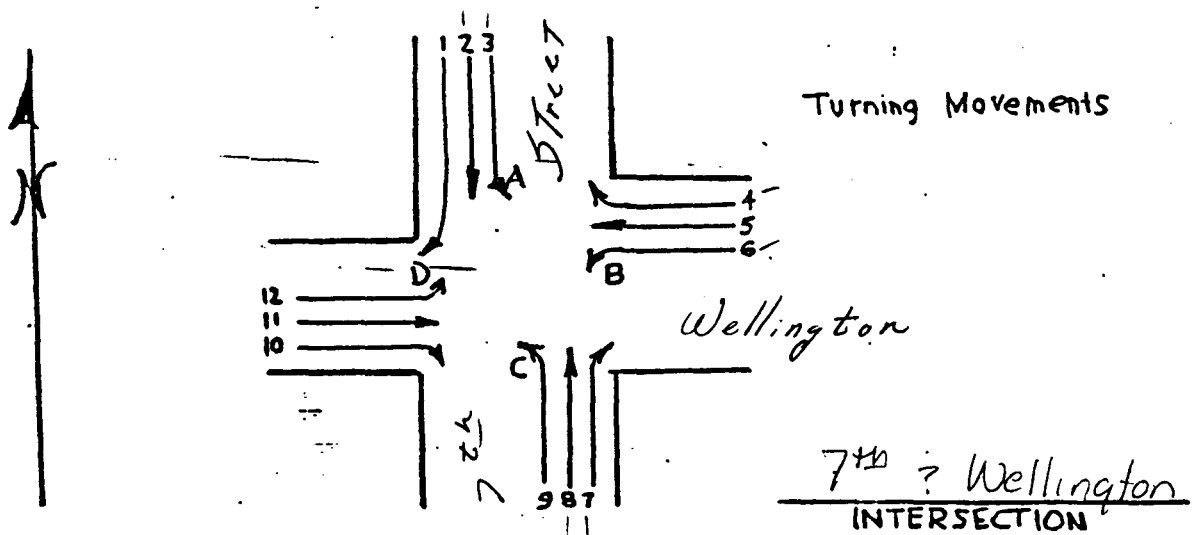 1 2 3
Street
Turning Movements
N
A
4
5
6
B
D
12
11
10
Wellington
C
7th
9 8 7
7th ? Wellington
INTERSECTION